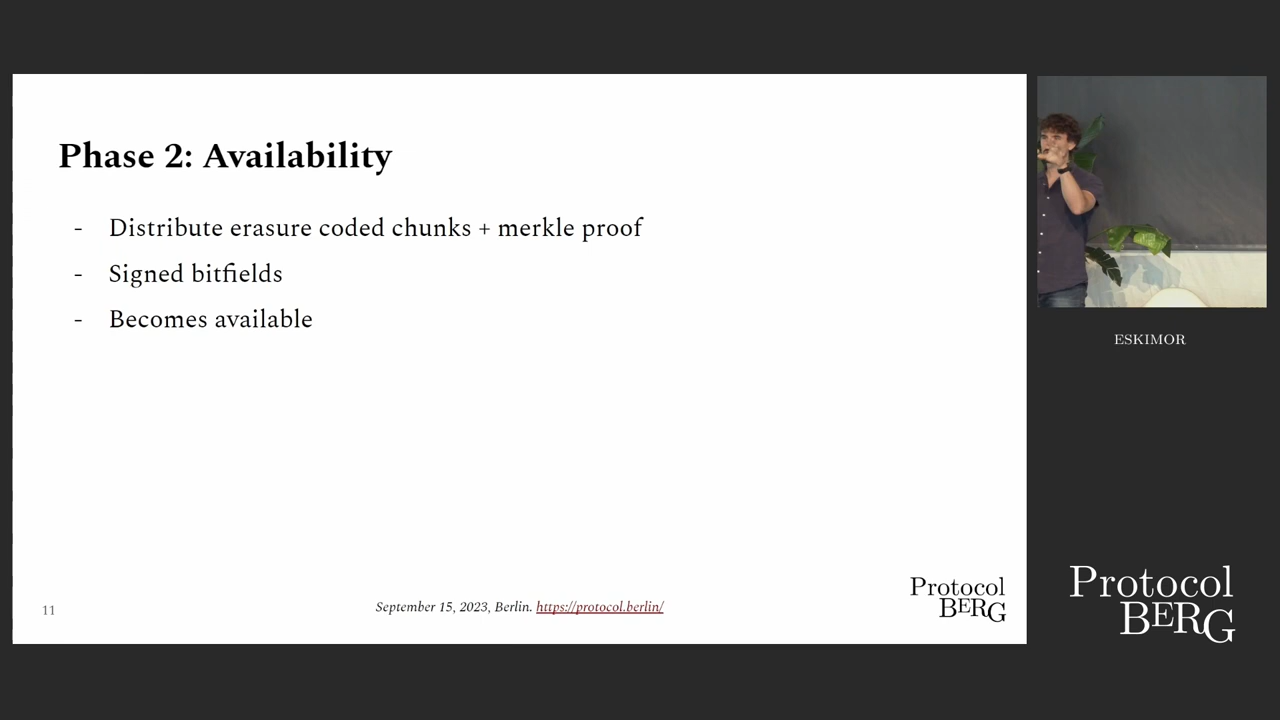 Phase 2: Availability
- Distribute erasure coded chunks + merkle proof
- Signed bitfields
- Becomes available
11
September 15, 2023, Berlin. https://protocol.berlin/
Protocol
BERG
ESKIMOR
Protocol
BERG